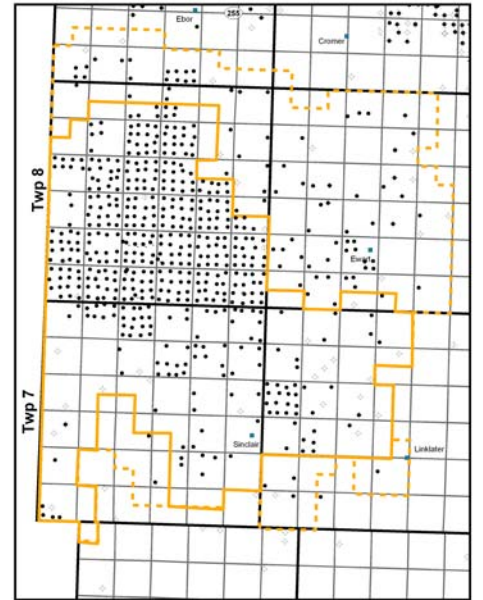 255
Ebor
Cromer
Twp 8
Ewart
Twp 7
Sinclair
Linklater